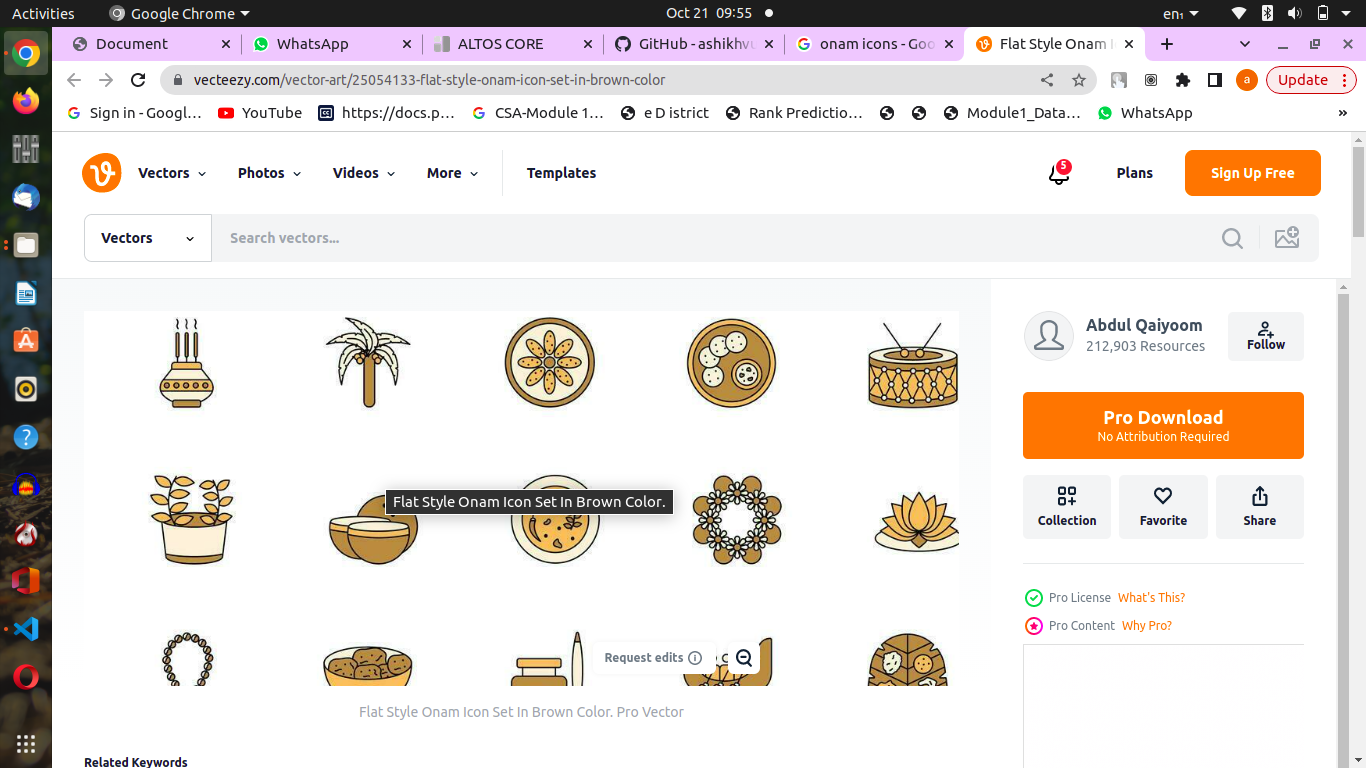 Activities
Google Chrome
Oct 21 09:55
en₁
Document
WhatsApp
ALTOS CORE
GitHub - ashikhvu
onam icons - Goo
Flat Style Onam I
vecteezy.com/vector-art/25054133-flat-style-onam-icon-set-in-brown-color
a
Update
Sign in - Googl...
YouTube
https://docs.p...
CSA-Module 1...
e D istrict
Rank Predictio...
Module1_Data...
WhatsApp
»
Vectors
Photos
Videos
More
Templates
5
Plans
Sign Up Free
Vectors
Search vectors...
Abdul Qaiyoom
212,903 Resources
Follow
Pro Download
No Attribution Required
Flat Style Onam Icon Set In Brown Color.
Collection
Favorite
Share
Pro License What's This?
Pro Content Why Pro?
Request edits
Flat Style Onam Icon Set In Brown Color. Pro Vector
Related Keywords